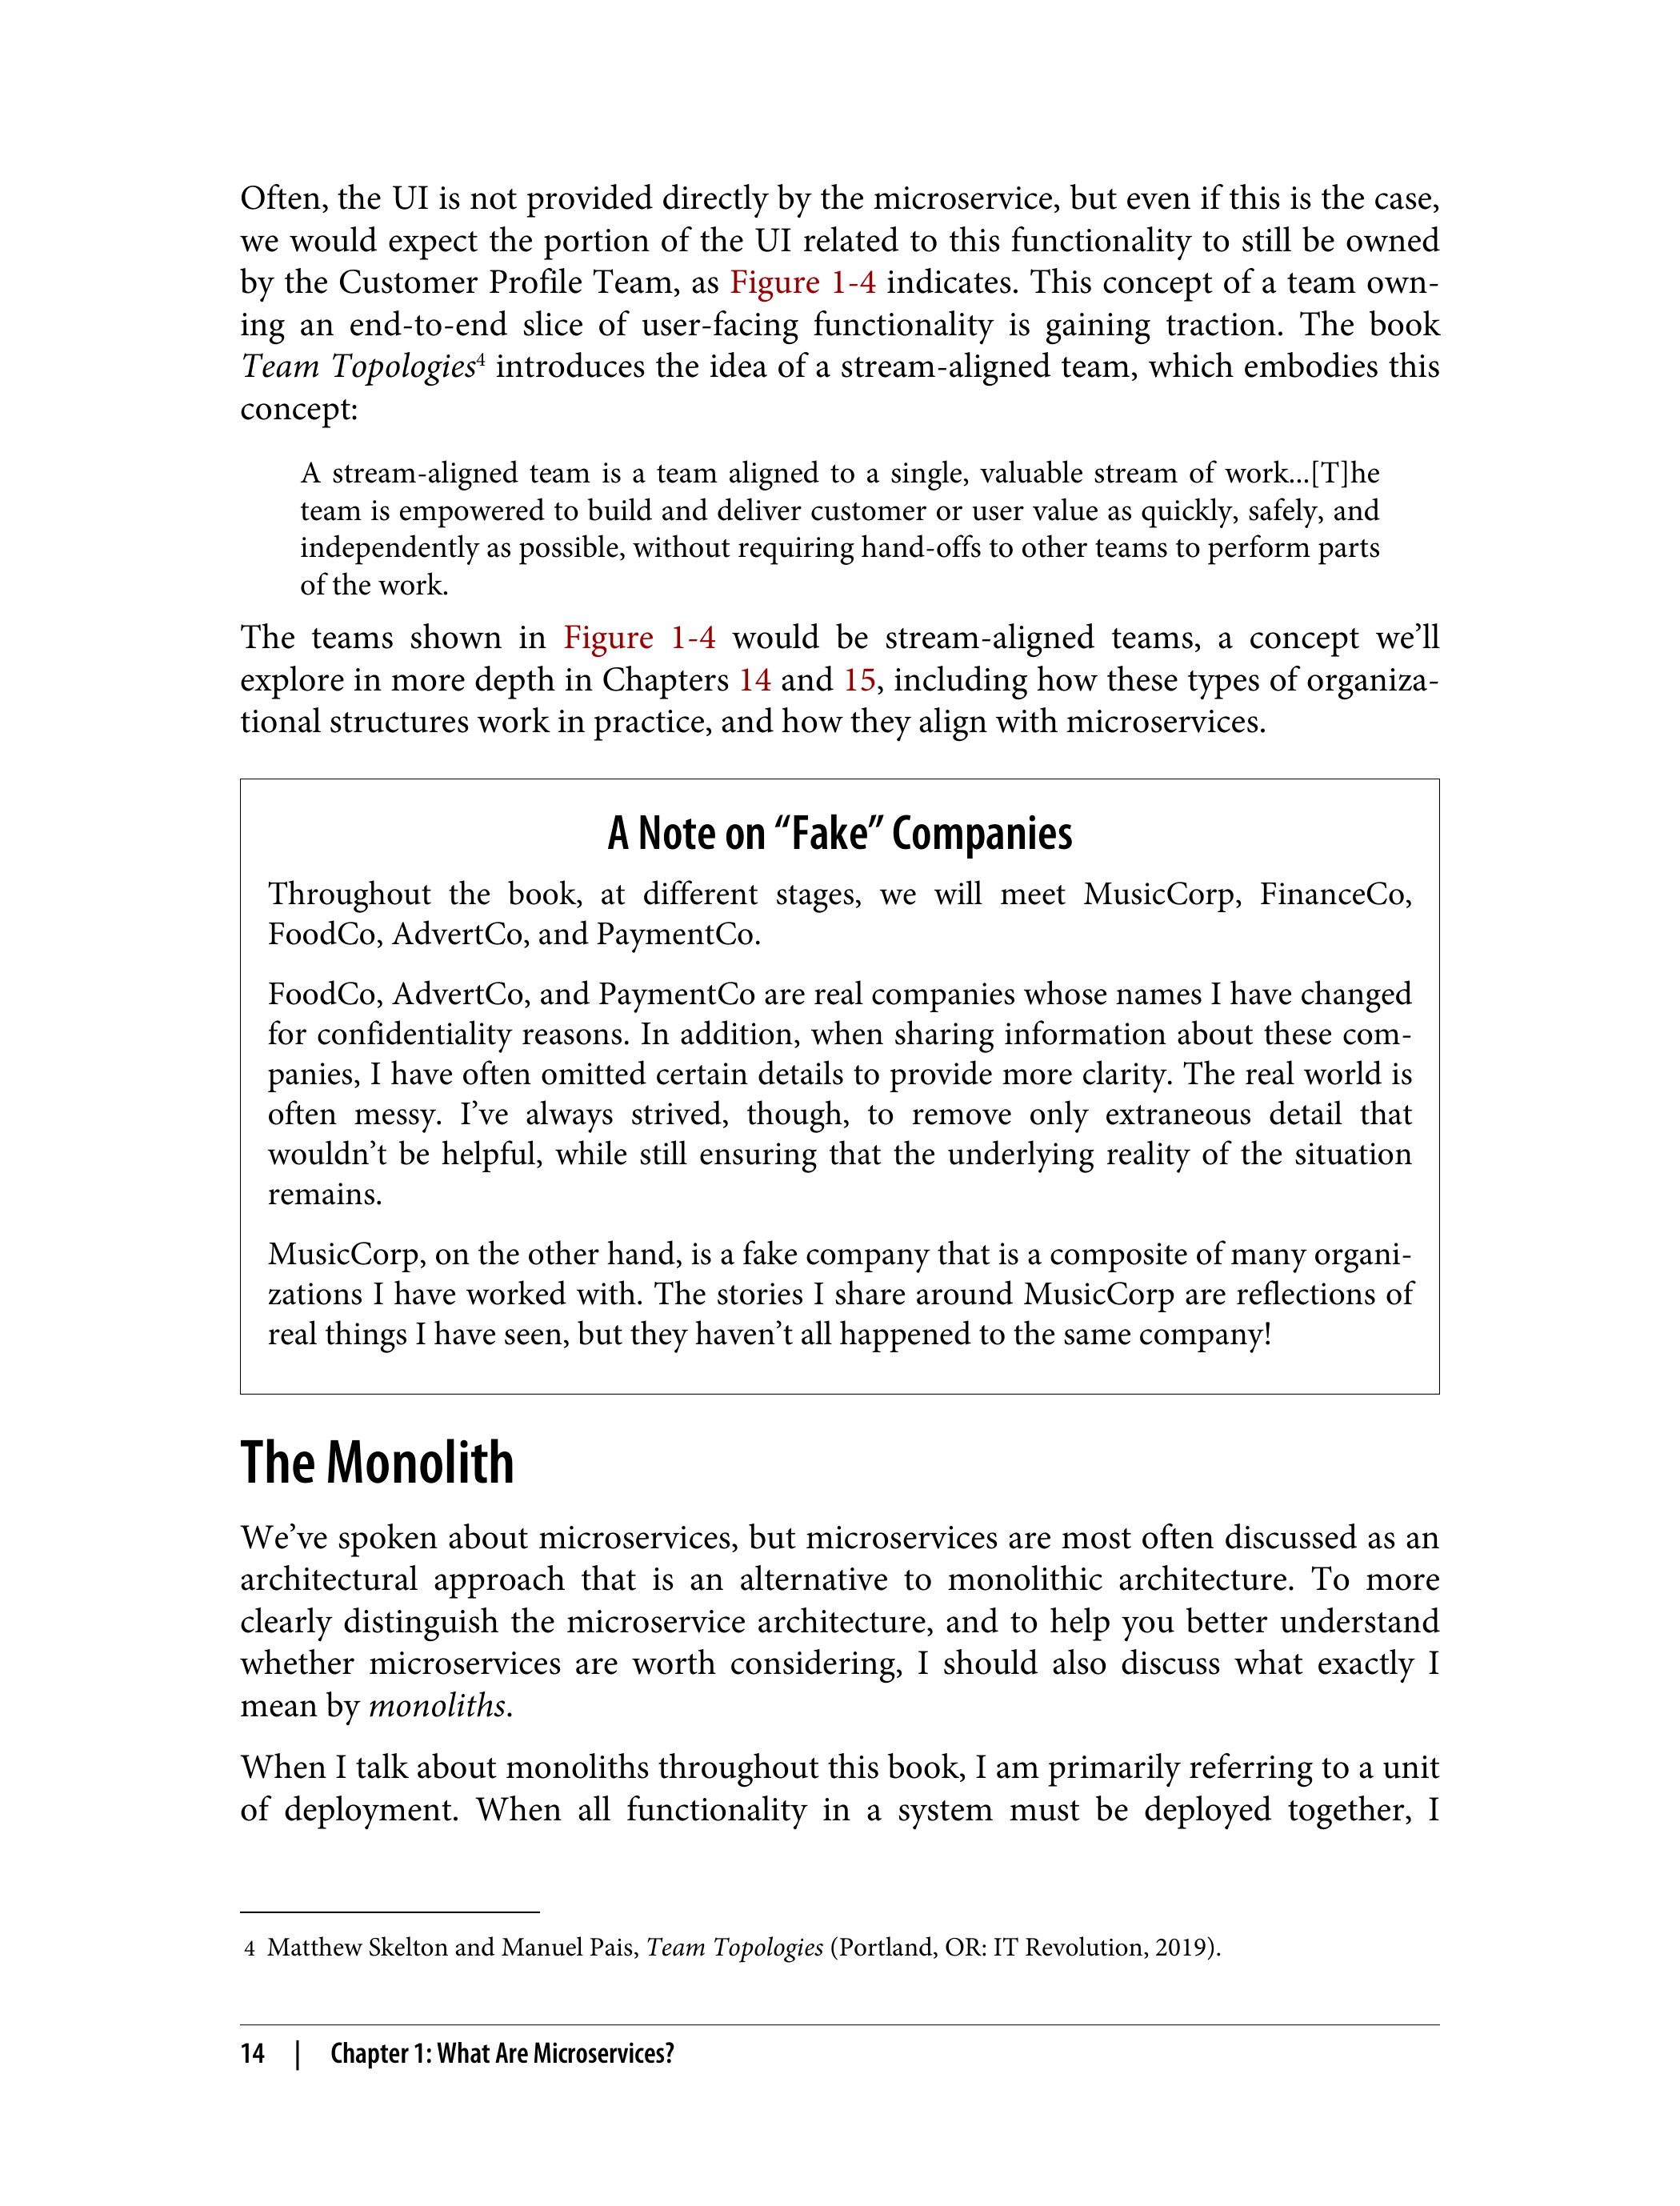 Often, the UI is not provided directly by the microservice, but even if this is the case,
we would expect the portion of the UI related to this functionality to still be owned
by the Customer Profile Team, as Figure 1-4 indicates. This concept of a team own-
ing an end-to-end slice of user-facing functionality is gaining traction. The book
Team Topologies4 introduces the idea of a stream-aligned team, which embodies this
concept:
A stream-aligned team is a team aligned to a single, valuable stream of work...[T]he
team is empowered to build and deliver customer or user value as quickly, safely, and
independently as possible, without requiring hand-offs to other teams to perform parts
of the work.
The teams shown in Figure 1-4 would be stream-aligned teams, a concept we’ll
explore in more depth in Chapters 14 and 15, including how these types of organiza-
tional structures work in practice, and how they align with microservices.
A Note on “Fake” Companies
Throughout the book, at different stages, we will meet MusicCorp, FinanceCo,
FoodCo, AdvertCo, and PaymentCo.
FoodCo, AdvertCo, and PaymentCo are real companies whose names I have changed
for confidentiality reasons. In addition, when sharing information about these com-
panies, I have often omitted certain details to provide more clarity. The real world is
often messy. I’ve always strived, though, to remove only extraneous detail that
wouldn’t be helpful, while still ensuring that the underlying reality of the situation
remains.
MusicCorp, on the other hand, is a fake company that is a composite of many organi-
zations I have worked with. The stories I share around MusicCorp are reflections of
real things I have seen, but they haven’t all happened to the same company!
The Monolith
We’ve spoken about microservices, but microservices are most often discussed as an
architectural approach that is an alternative to monolithic architecture. To more
clearly distinguish the microservice architecture, and to help you better understand
whether microservices are worth considering, I should also discuss what exactly I
mean by monoliths.
When I talk about monoliths throughout this book, I am primarily referring to a unit
of deployment. When all functionality in a system must be deployed together, I
4 Matthew Skelton and Manuel Pais, Team Topologies (Portland, OR: IT Revolution, 2019).
14 | Chapter 1: What Are Microservices?